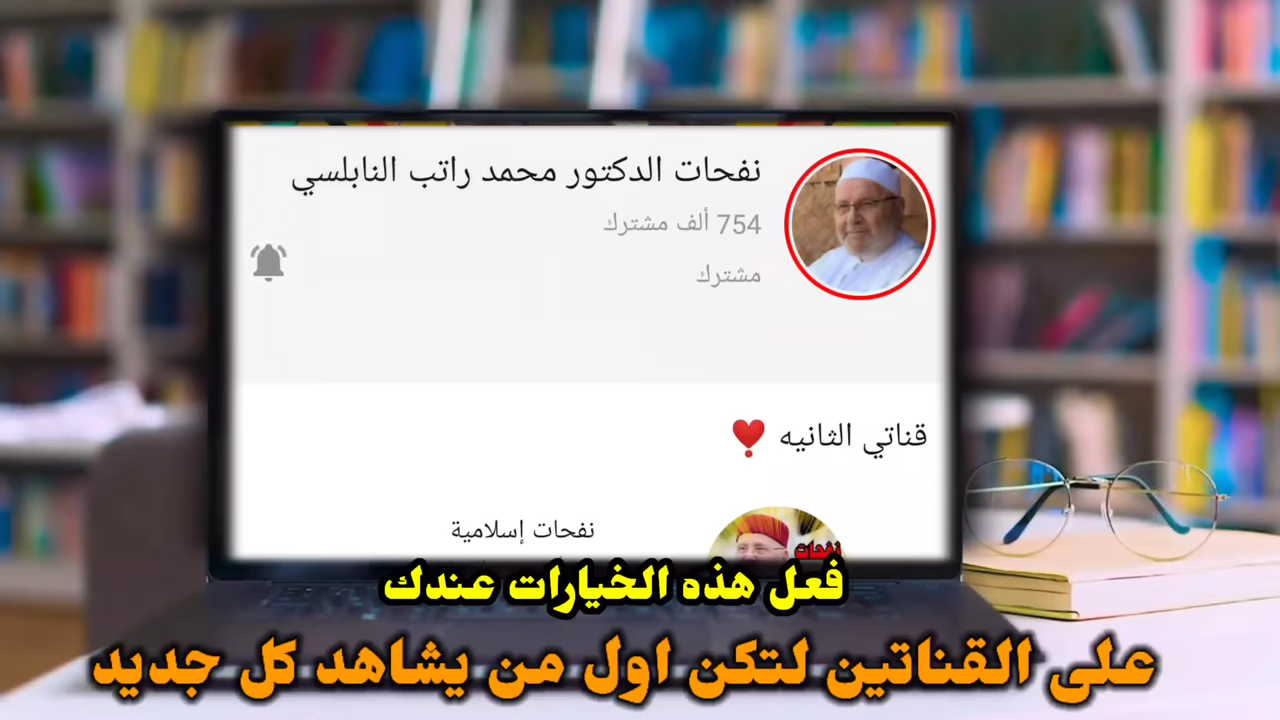 نفحات الدكتور محمد راتب النابلسي
754 ألف مشترك
مشترك
قناتي الثانيه ❣
نفحات إسلامية
نفحات
فعل هذه الخيارات عندك
على القناتين لتكن اول من يشاهد كل جديد